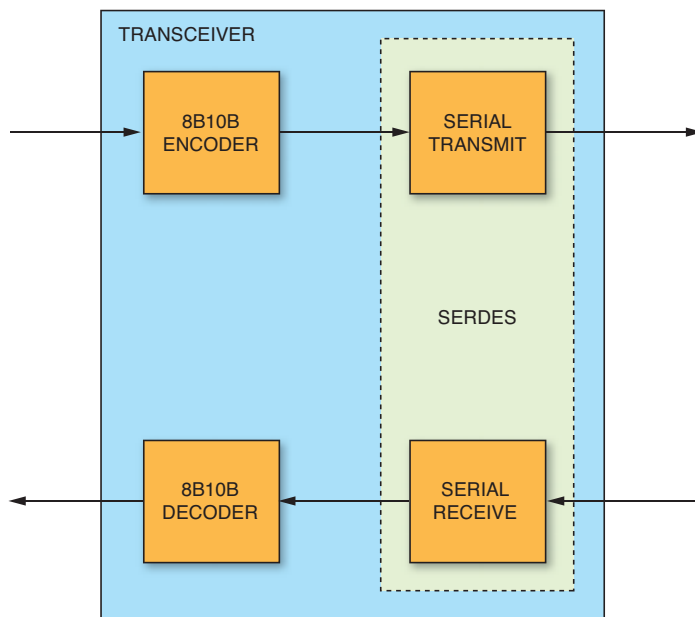 TRANSCEIVER
8B10B
ENCODER
SERIAL
TRANSMIT
SERDES
8B10B
DECODER
SERIAL
RECEIVE